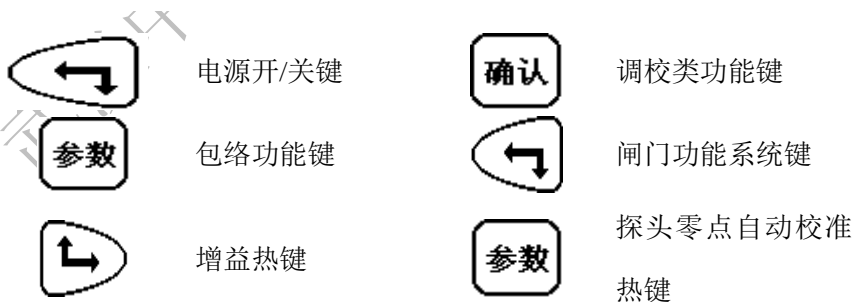 电源开/关键
确认 调校类功能键
参数 包络功能键
闸门功能系统键
增益热键
参数 探头零点自动校准
热键